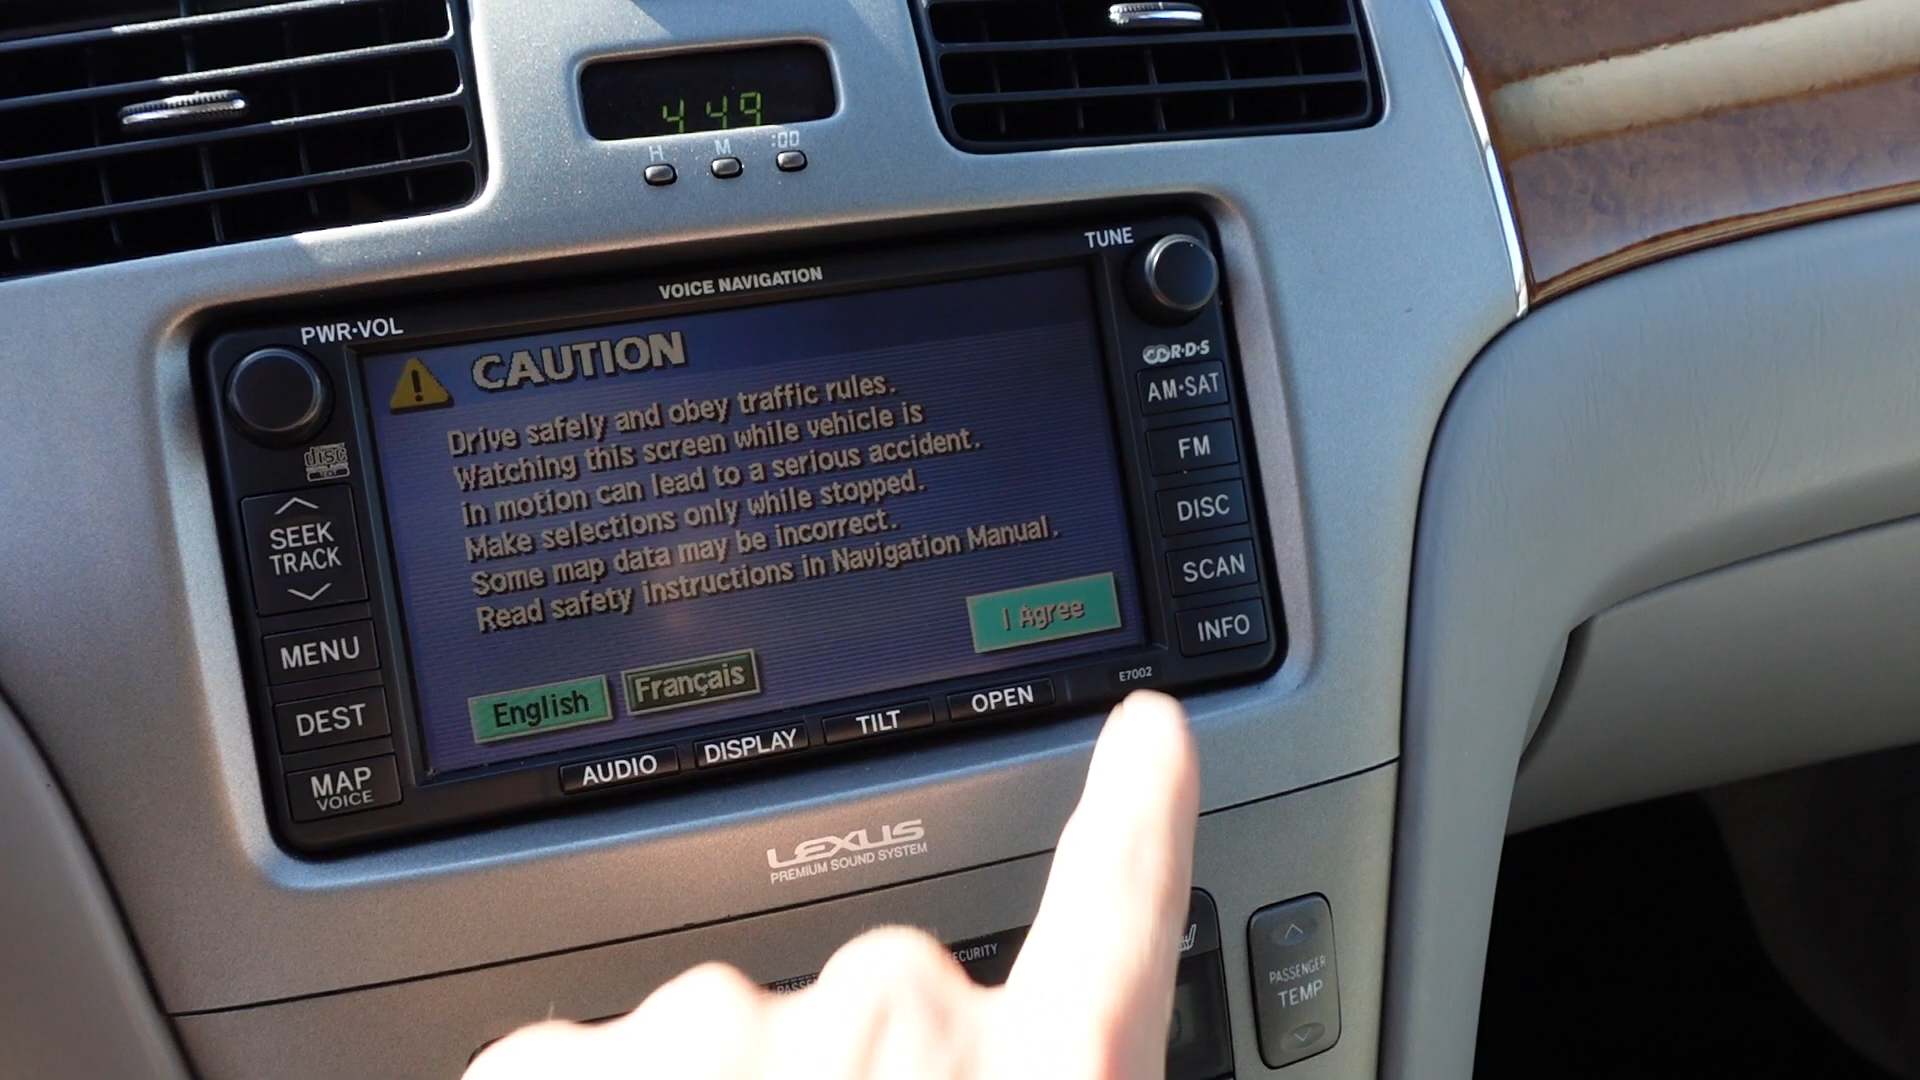 4 49
H M :00
VOICE NAVIGATION
TUNE
PWR•VOL
CAUTION
Drive safely and obey traffic rules.
Watching this screen while vehicle is
in motion can lead to a serious accident.
Make selections only while stopped.
Some map data may be incorrect.
Read safety instructions in Navigation Manual.
I Agree
English
Français
disc
SEEK
TRACK
MENU
DEST
MAP
VOICE
R•D•S
AM•SAT
FM
DISC
SCAN
INFO
E7002
AUDIO
DISPLAY
TILT
OPEN
LEXUS
PREMIUM SOUND SYSTEM
PASSENGER
TEMP